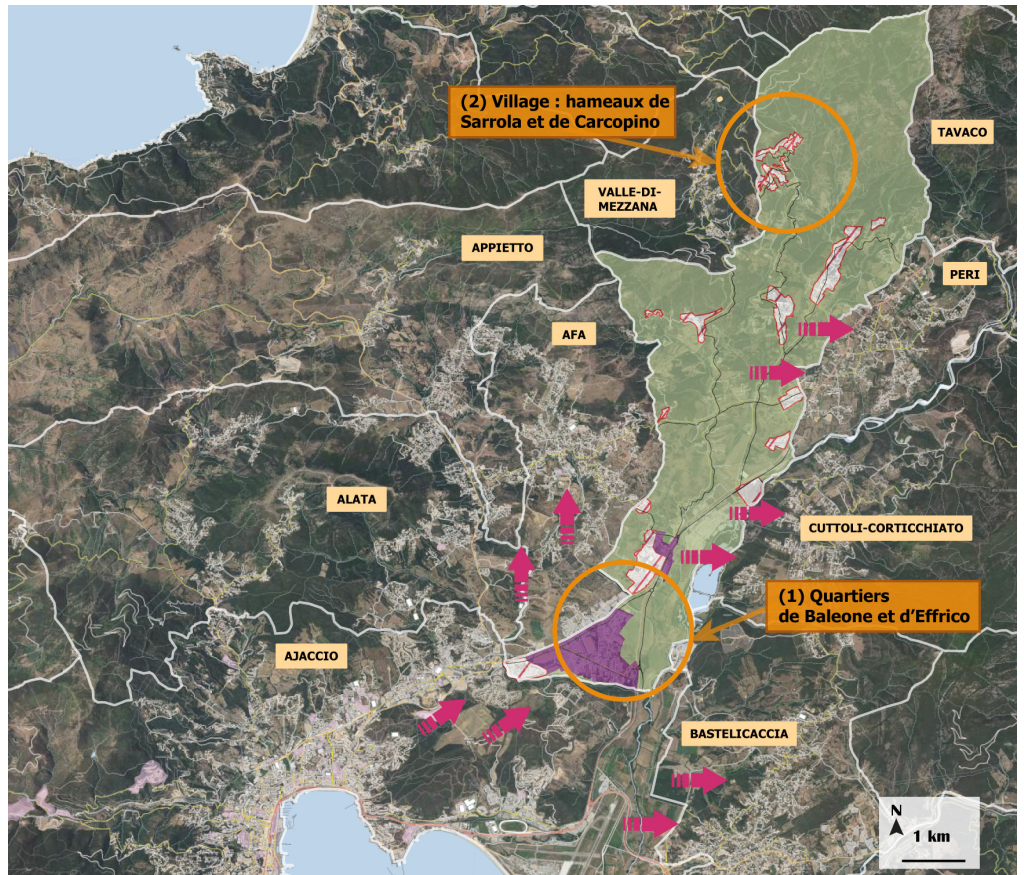 (2) Village : hameaux de
Sarrola et de Carcopino
TAVACO
VALLE-DI-
MEZZANA
APPIETTO
PERI
AFA
ALATA
CUTTOLI-CORTICCHIATO
(1) Quartiers
de Baleone et d'Effrico
AJACCIO
BASTELICACCIA
N
1 km